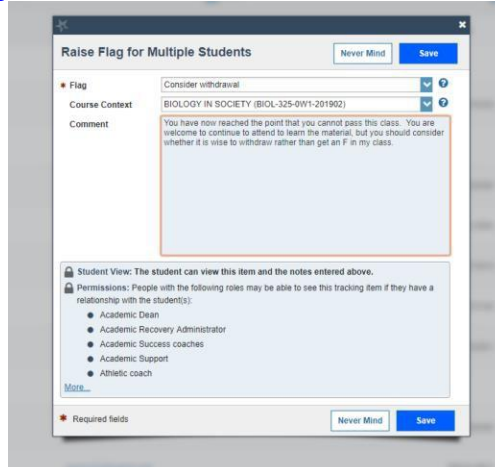 Raise Flag for Multiple Students
Never Mind
Save
* Flag
Consider withdrawal
Course Context
BIOLOGY IN SOCIETY (BIOL-325-0W1-201902)
Comment
You have now reached the point that you cannot pass this class. You are
welcome to continue to attend to learn the material, but you should consider
whether it is wise to withdraw rather than get an F in my class.
Student View: The student can view this item and the notes entered above.
Permissions: People with the following roles may be able to see this tracking item if they have a
relationship with the student(s):
Academic Dean
Academic Recovery Administrator
Academic Success coaches
Academic Support
Athletic coach
More...
* Required fields
Never Mind
Save